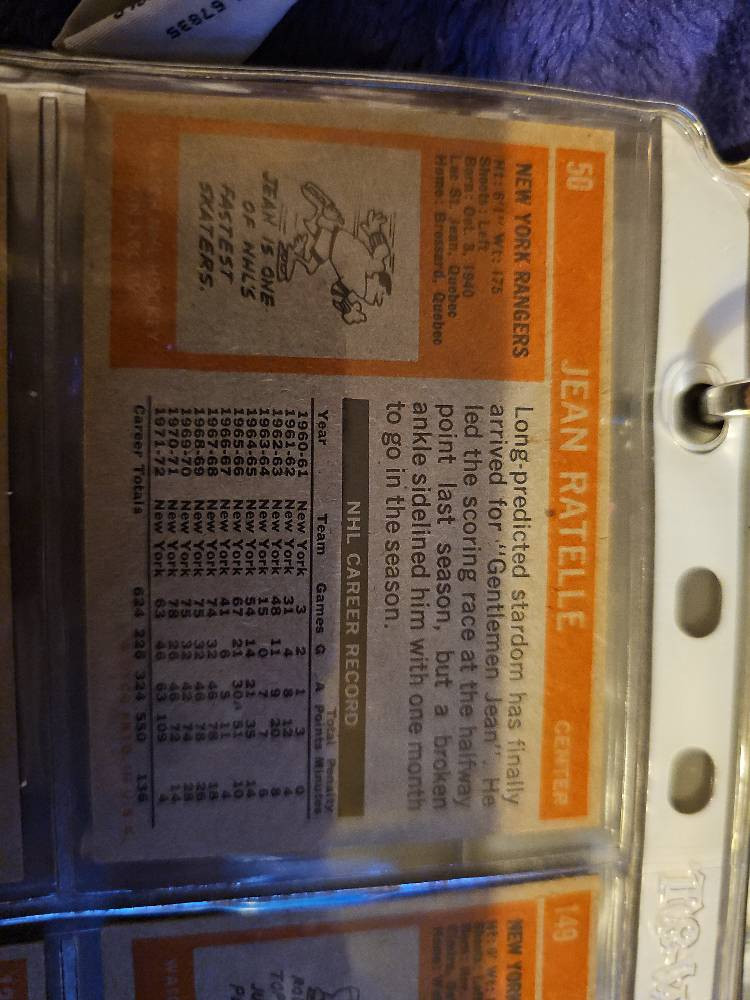 50 JEAN RATELLE CENTER
NEW YORK RANGERS
Ht: 6'1" Wt: 175
Shoots: Left
Born: Oct. 3, 1940
Lac St. Jean, Quebec
Home: Brossard, Quebec
JEAN IS ONE
OF NHL'S
FASTEST
SKATERS.
Long-predicted stardom has finally
arrived for "Gentlemen Jean". He
led the scoring race at the halfway
point last season, but a broken
ankle sidelined him with one month
to go in the season.
NHL CAREER RECORD
Total Penalty
Year Team Games G A Points Minutes
1960-61 New York 3 2 1 3 0
1961-62 New York 31 4 8 12 4
1962-63 New York 48 11 9 20 8
1963-64 New York 15 0 7 7 6
1964-65 New York 54 14 21 35 14
1965-66 New York 67 21 30 51 10
1966-67 New York 41 6 5 11 4
1967-68 New York 74 32 46 78 18
1968-69 New York 75 32 46 78 26
1969-70 New York 75 32 42 74 28
1970-71 New York 78 26 46 72 14
1971-72 New York 63 46 63 109 4
Career Totals 624 226 324 550 136
149
NEW YORK
67835